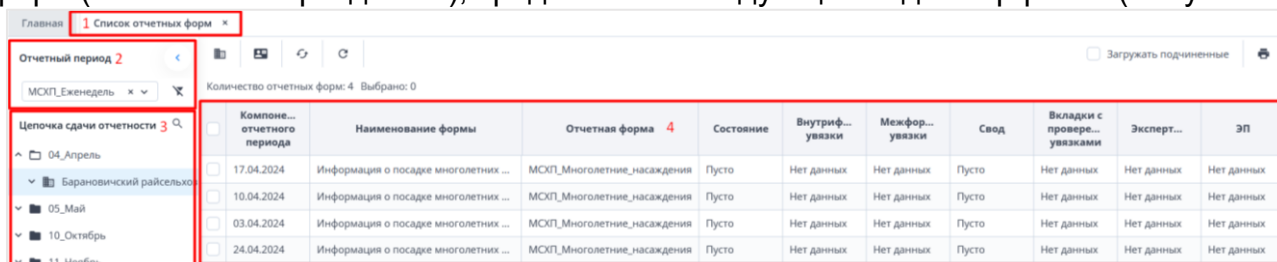 Главная 1 Список отчетных форм ×
Отчетный период 2 <
Загружать подчиненные
МСХП_Еженедель × Количество отчетных форм: 4 Выбрано: 0
Цепочка сдачи отчетности 3
Компоне... отчетного периода Наименование формы Отчетная форма 4 Состояние Внутриф... увязки Межфор... увязки Свод Вкладки с провере... увязками Эксперт... ЭП
04_Апрель
17.04.2024 Информация о посадке многолетних ... МСХП_Многолетние_насаждения Пусто Нет данных Нет данных Пусто Нет данных Нет данных Нет данных
Барановичский райсельхоз
10.04.2024 Информация о посадке многолетних ... МСХП_Многолетние_насаждения Пусто Нет данных Нет данных Пусто Нет данных Нет данных Нет данных
05_Май
03.04.2024 Информация о посадке многолетних ... МСХП_Многолетние_насаждения Пусто Нет данных Нет данных Пусто Нет данных Нет данных Нет данных
10_Октябрь
24.04.2024 Информация о посадке многолетних ... МСХП_Многолетние_насаждения Пусто Нет данных Нет данных Пусто Нет данных Нет данных Нет данных
11_Ноябрь